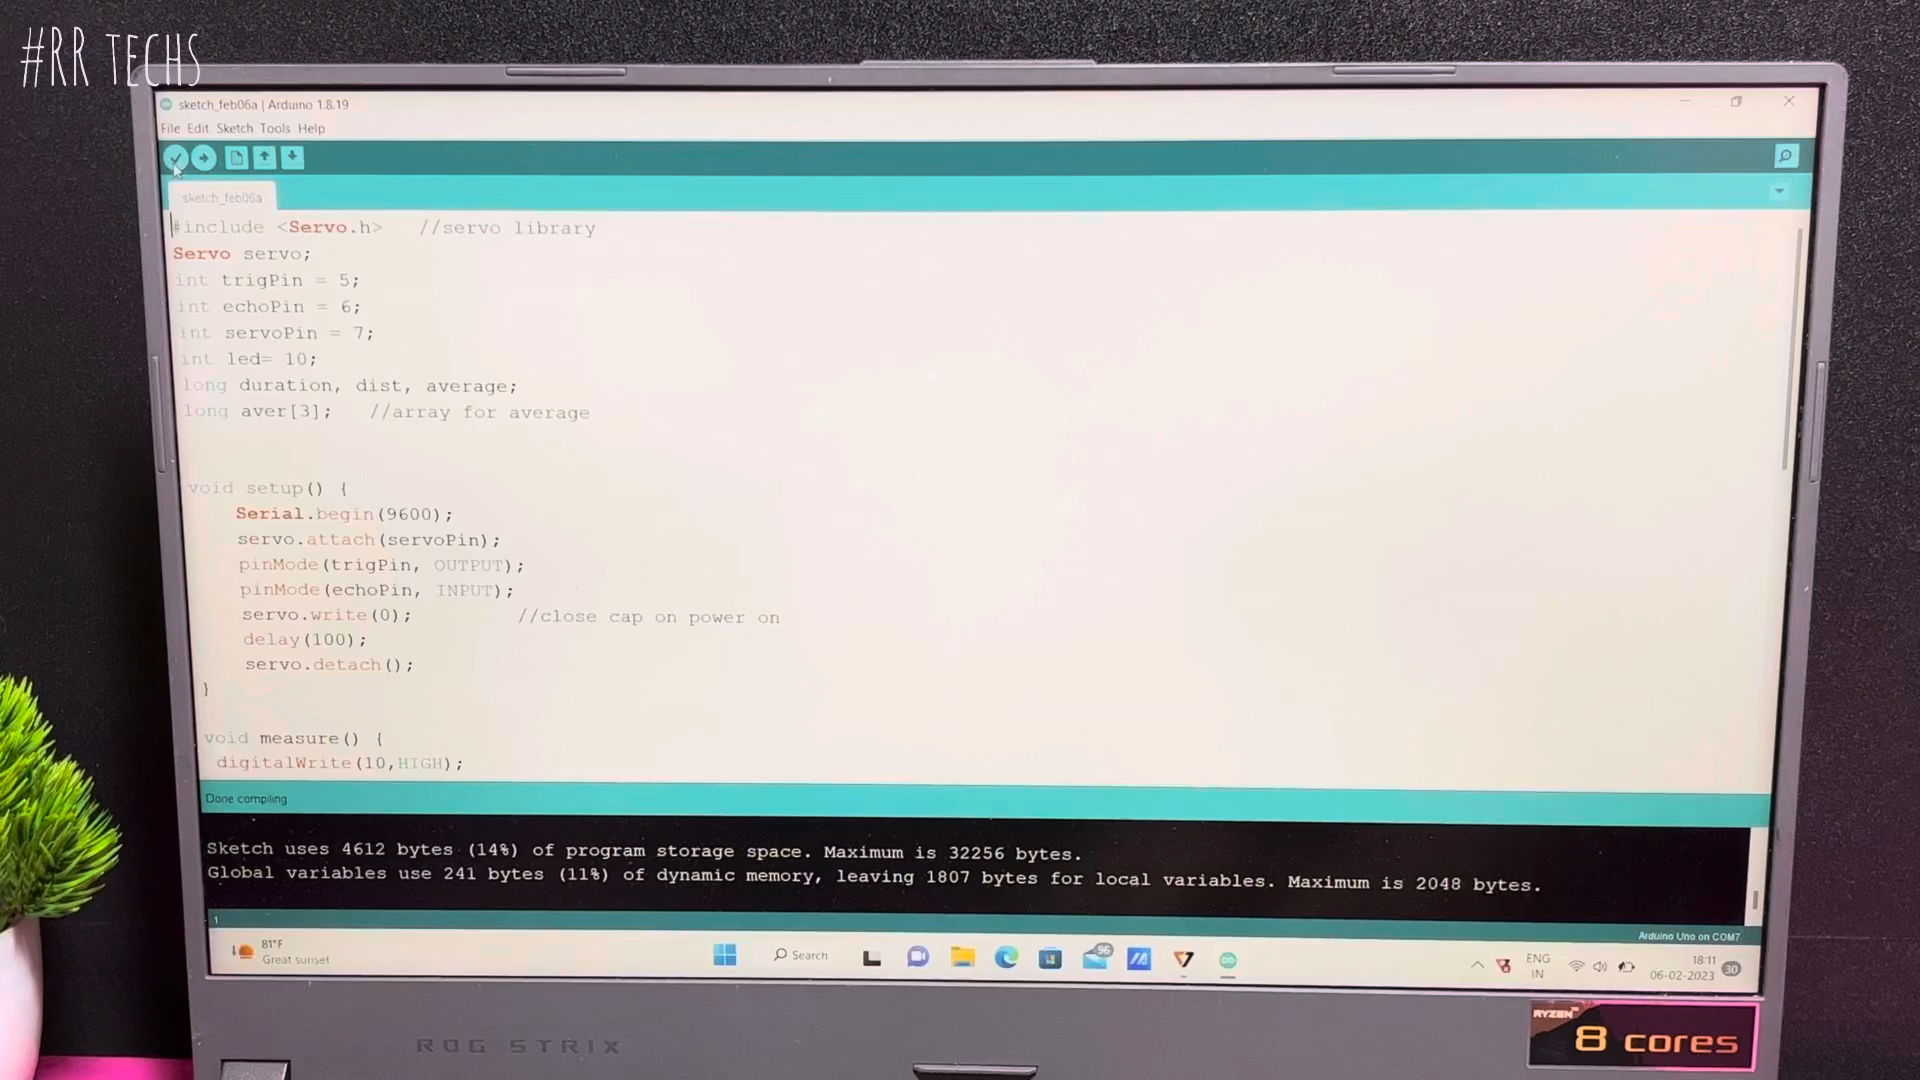 #RR TECHS
sketch_feb06a | Arduino 1.8.19
File Edit Sketch Tools Help
sketch_feb06a
#include <Servo.h> //servo library
Servo servo;
int trigPin = 5;
int echoPin = 6;
int servoPin = 7;
int led= 10;
long duration, dist, average;
long aver[3]; //array for average
void setup() {
Serial.begin(9600);
servo.attach(servoPin);
pinMode(trigPin, OUTPUT);
pinMode(echoPin, INPUT);
servo.write(0); //close cap on power on
delay(100);
servo.detach();
}
void measure() {
digitalWrite(10,HIGH);
Done compiling
Sketch uses 4612 bytes (14%) of program storage space. Maximum is 32256 bytes.
Global variables use 241 bytes (11%) of dynamic memory, leaving 1807 bytes for local variables. Maximum is 2048 bytes.
1
Arduino Uno on COM7
81°F
Great sunset
Search
96
ENG
IN
18:11
06-02-2023
30
ROG STRIX
RYZEN
8 cores